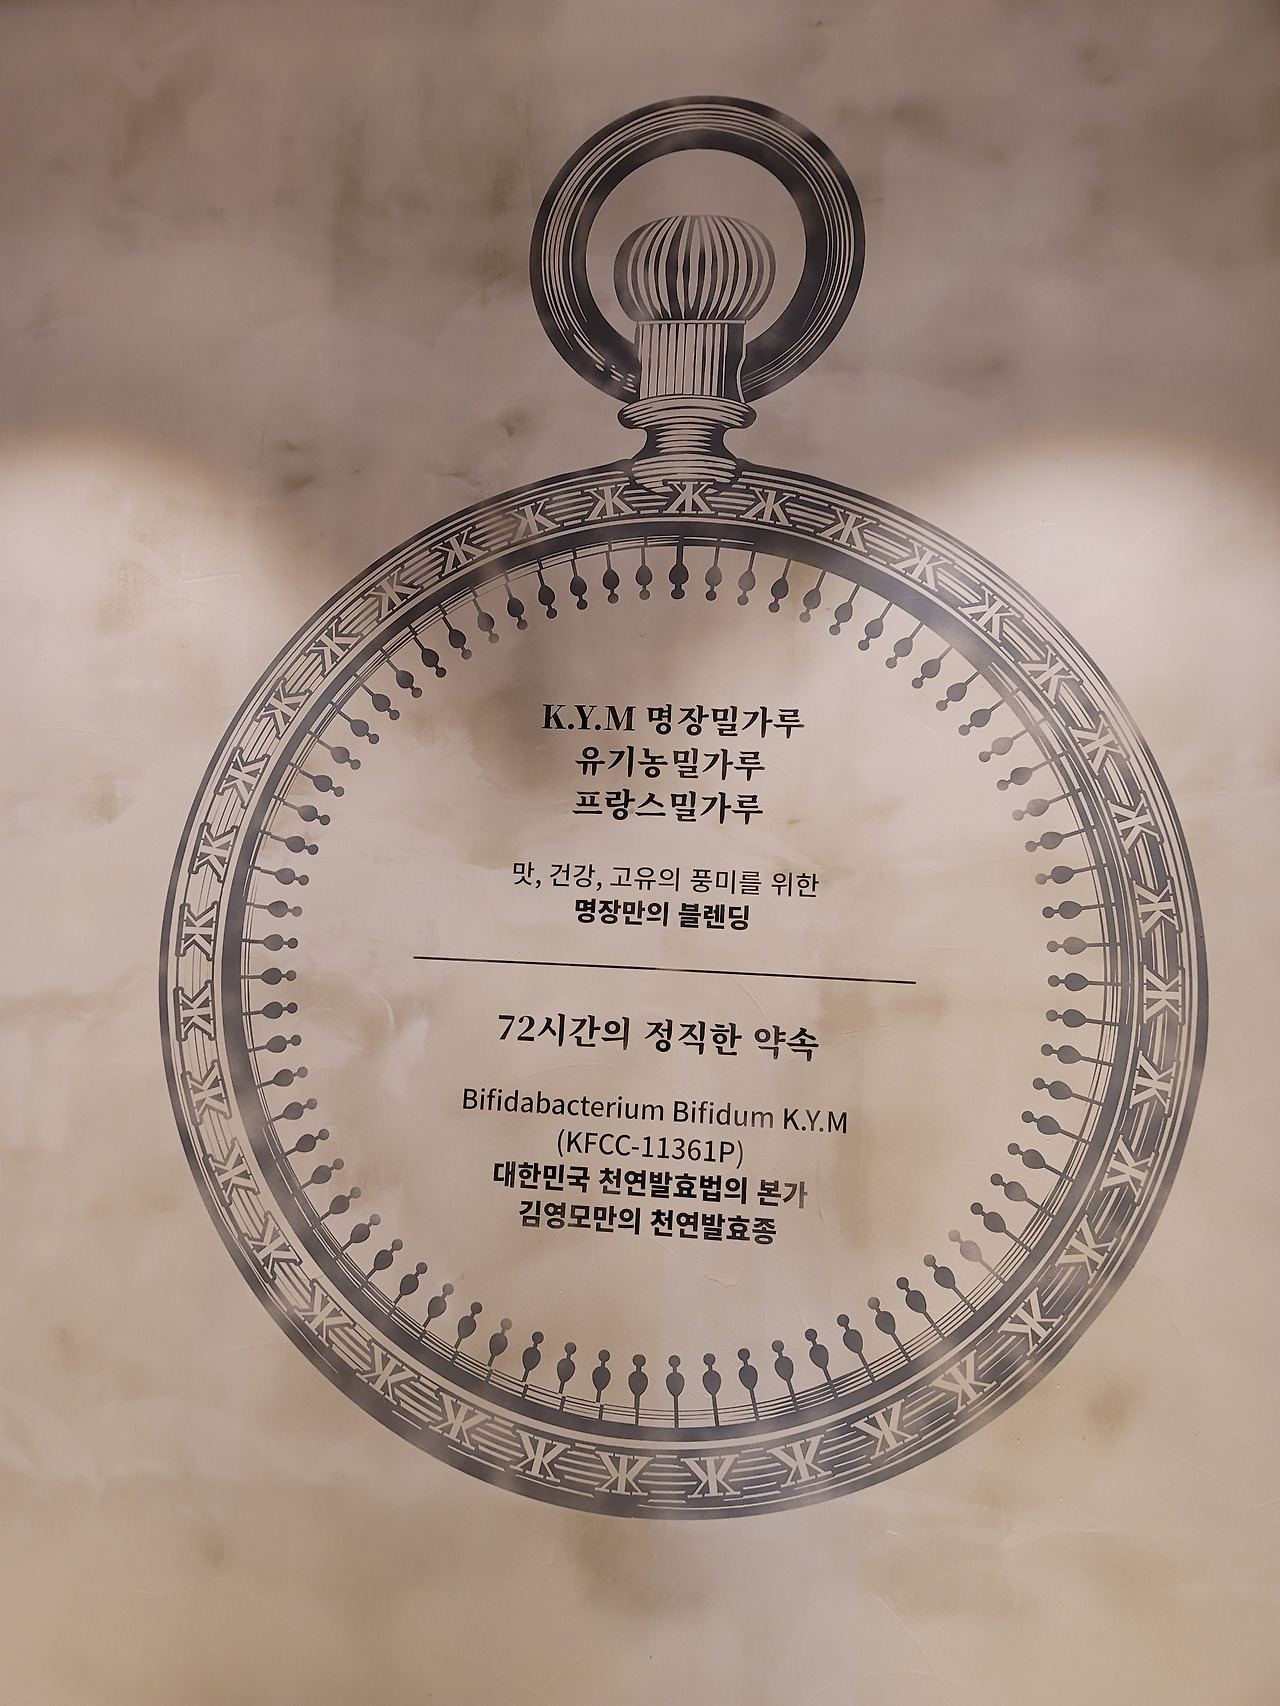 K.Y.M 명장밀가루
유기농밀가루
프랑스밀가루
맛, 건강, 고유의 풍미를 위한
명장만의 블렌딩
72시간의 정직한 약속
Bifidabacterium Bifidum K.Y.M
(KFCC-11361P)
대한민국 천연발효법의 본가
김영모만의 천연발효종